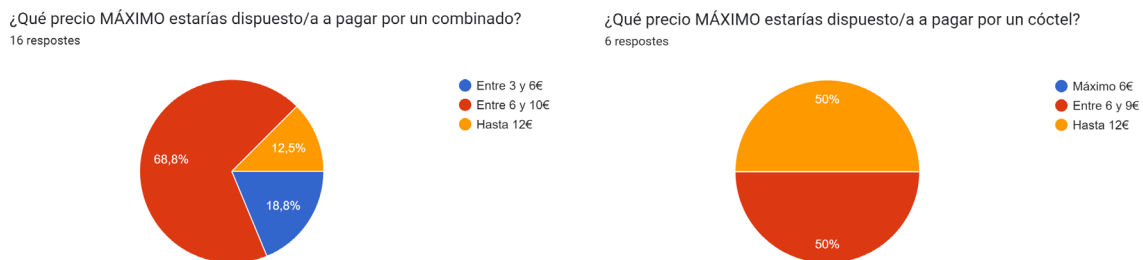 ¿Qué precio MÁXIMO estarías dispuesto/a a pagar por un combinado?
16 respostes
Entre 3 y 6€
Entre 6 y 10€
Hasta 12€
68,8%
12,5%
18,8%
¿Qué precio MÁXIMO estarías dispuesto/a a pagar por un cóctel?
6 respostes
Máximo 6€
Entre 6 y 9€
Hasta 12€
50%
50%